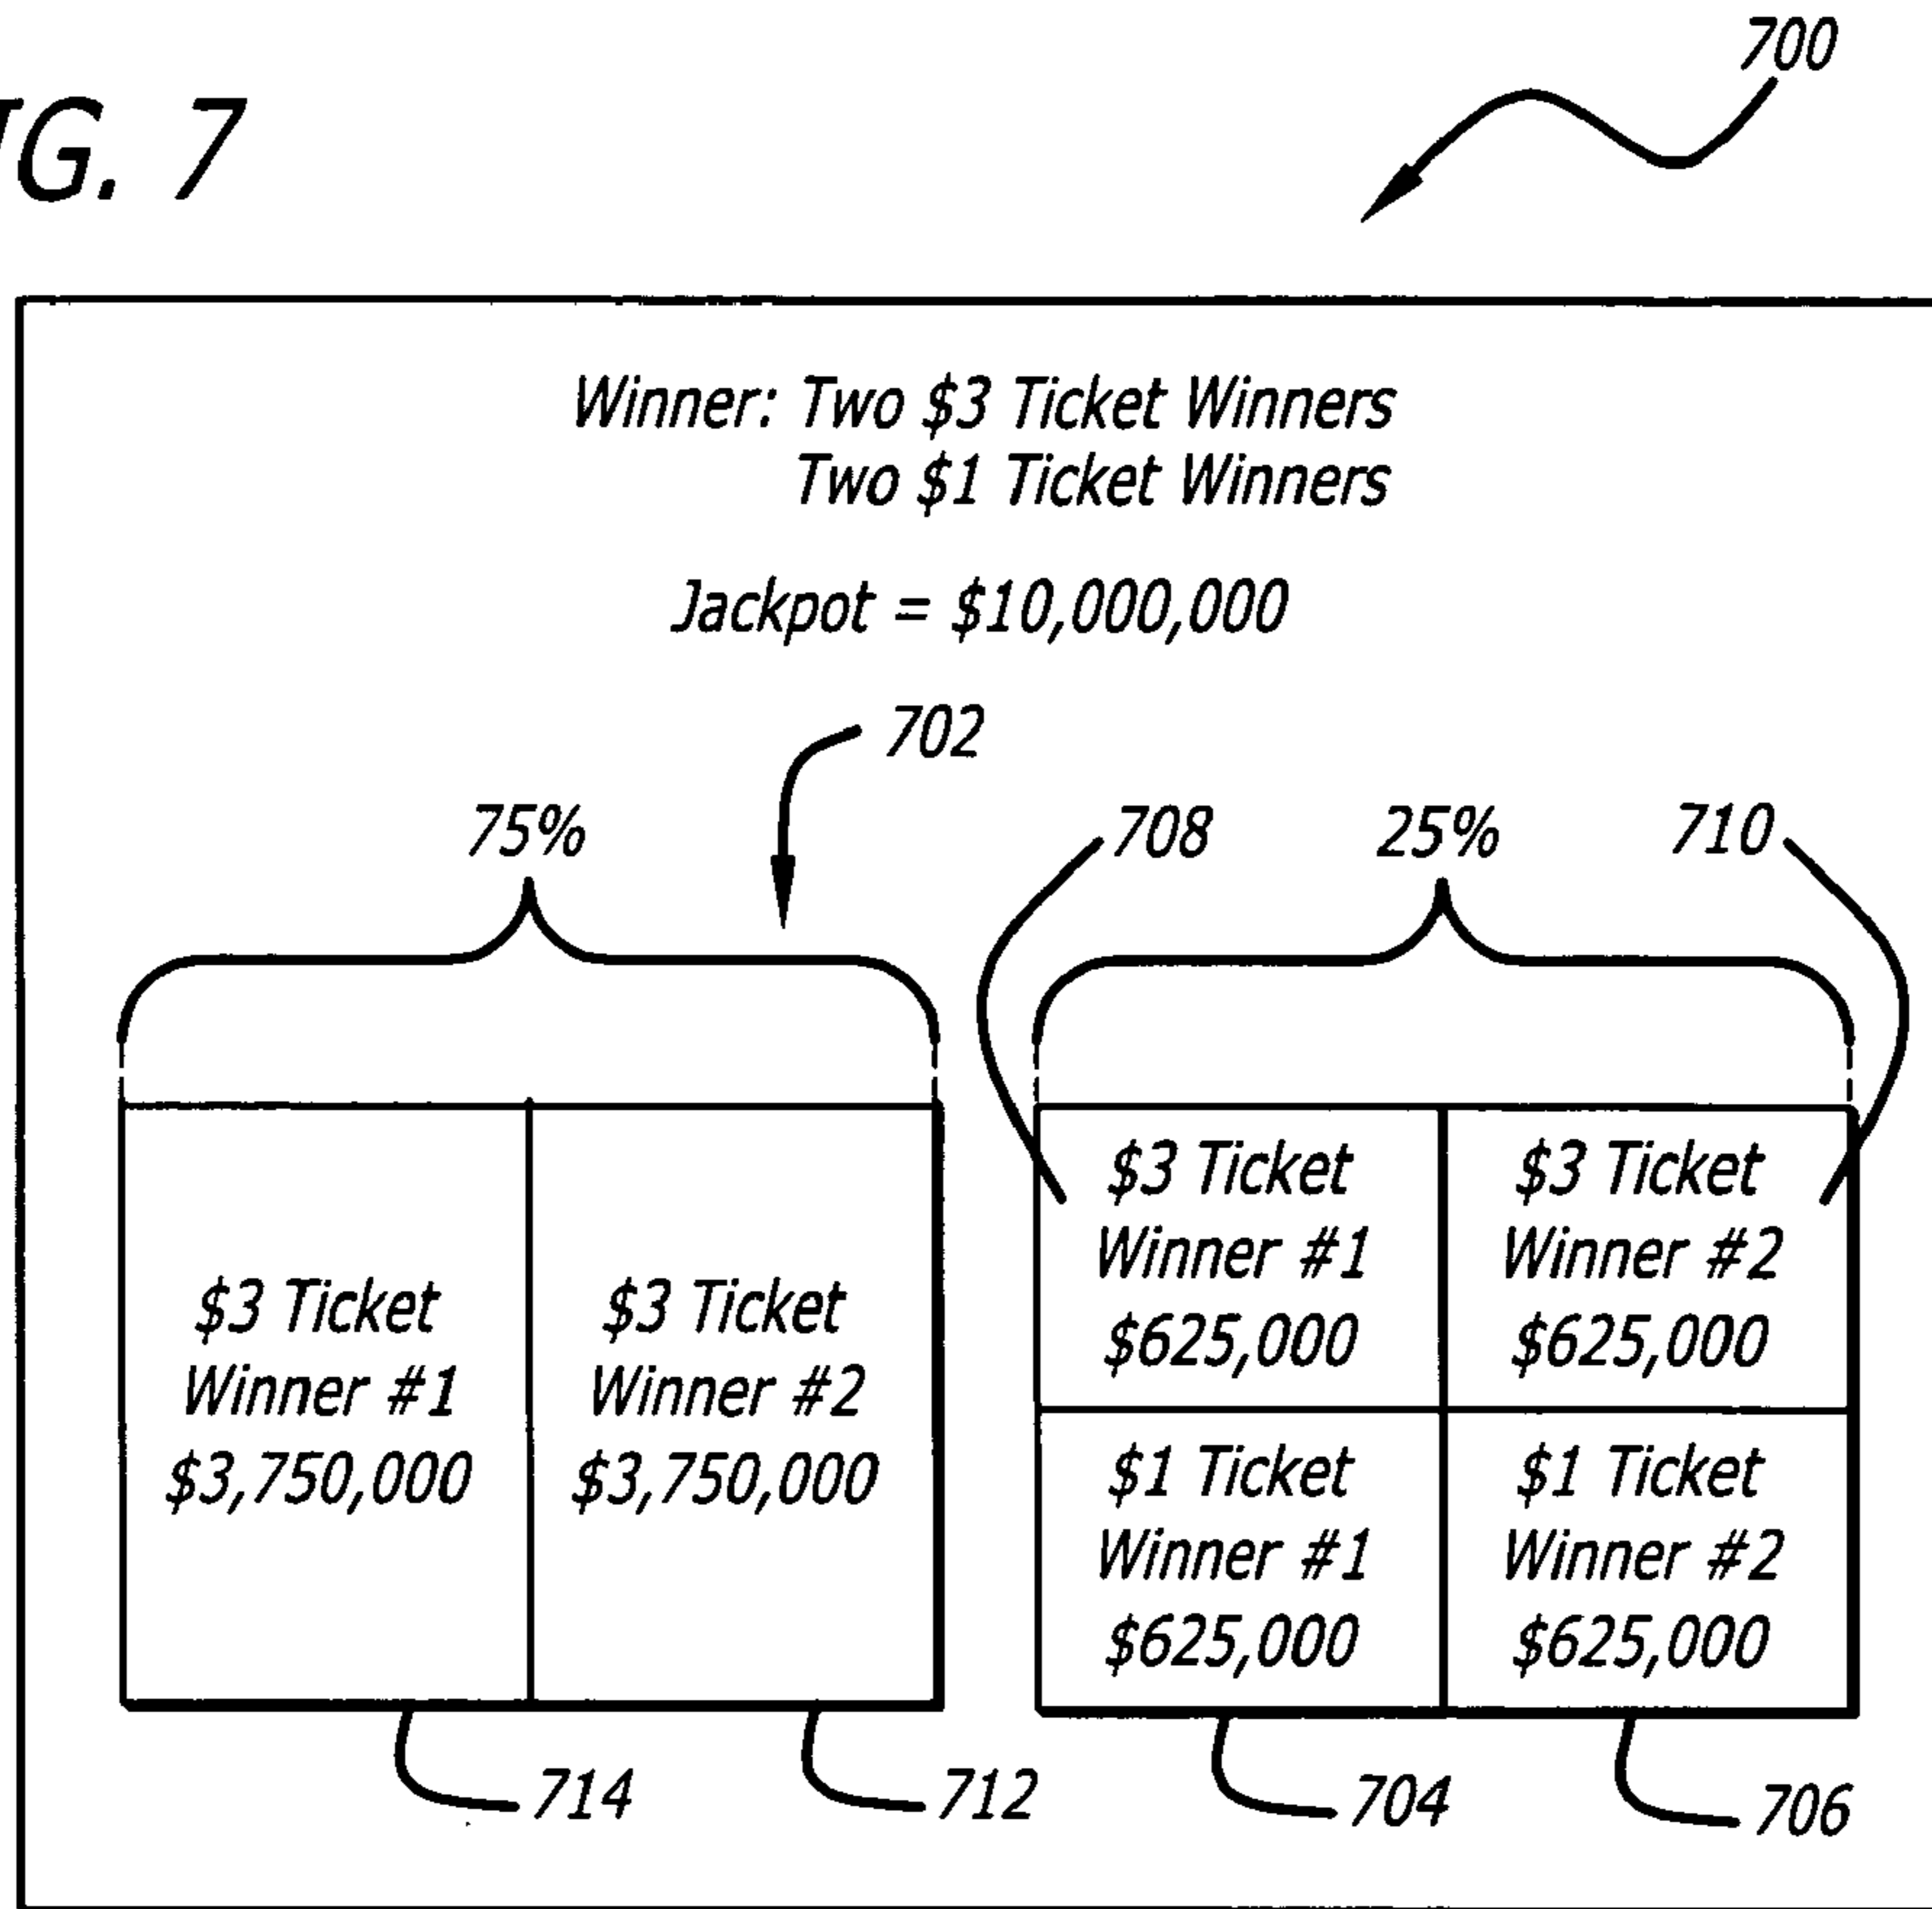 700
G. 7
Winner: Two $3 Ticket Winners
Two $1 Ticket Winners
Jackpot = $10,000,000
702
75%
708
25%
710
$3 Ticket
Winner #1
$3,750,000
$3 Ticket
Winner #2
$3,750,000
$3 Ticket
Winner #1
$625,000
$3 Ticket
Winner #2
$625,000
$1 Ticket
Winner #1
$625,000
$1 Ticket
Winner #2
$625,000
714
712
704
706